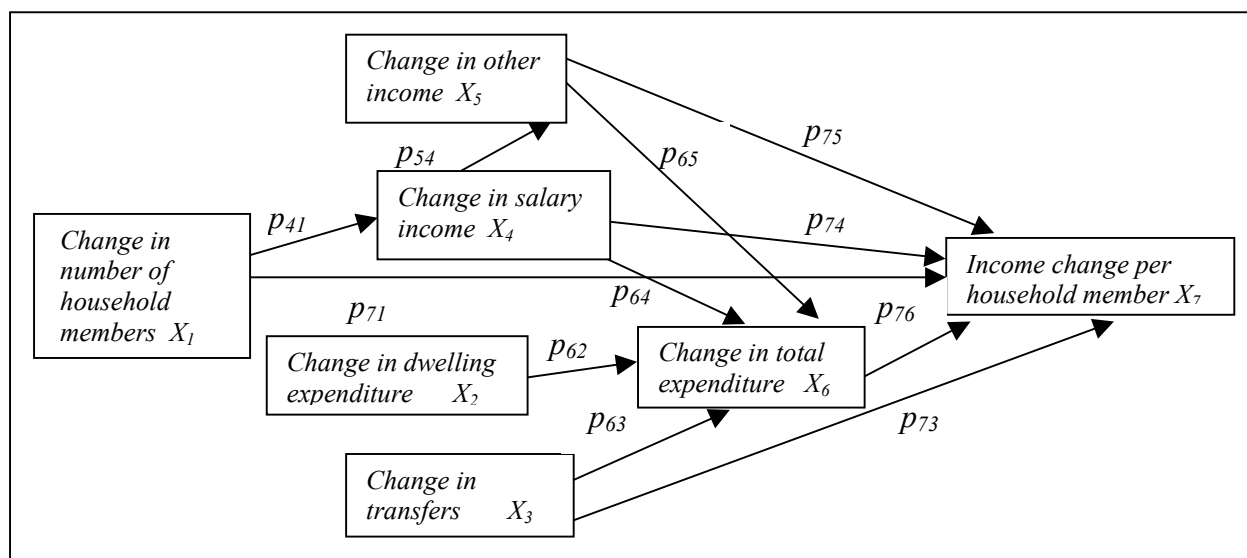 Change in other
income X5
p75
p65
p54
Change in salary
income X4
p41
p74
Change in
number of
household
members X1
Income change per
household member X7
p64
p71
p76
p62
Change in dwelling
expenditure X2
Change in total
expenditure X6
p63
p73
Change in
transfers X3